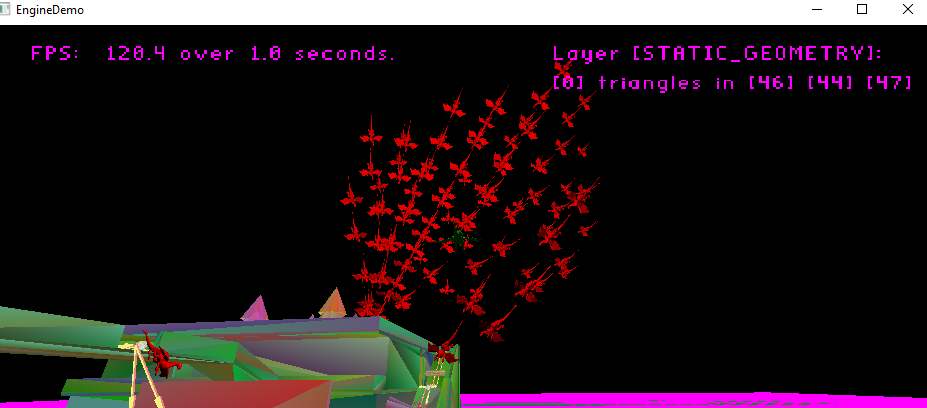 EngineDemo
FPS: 120.4 over 1.0 seconds.
Layer [STATIC_GEOMETRY]:
[0] triangles in [46] [44] [47]